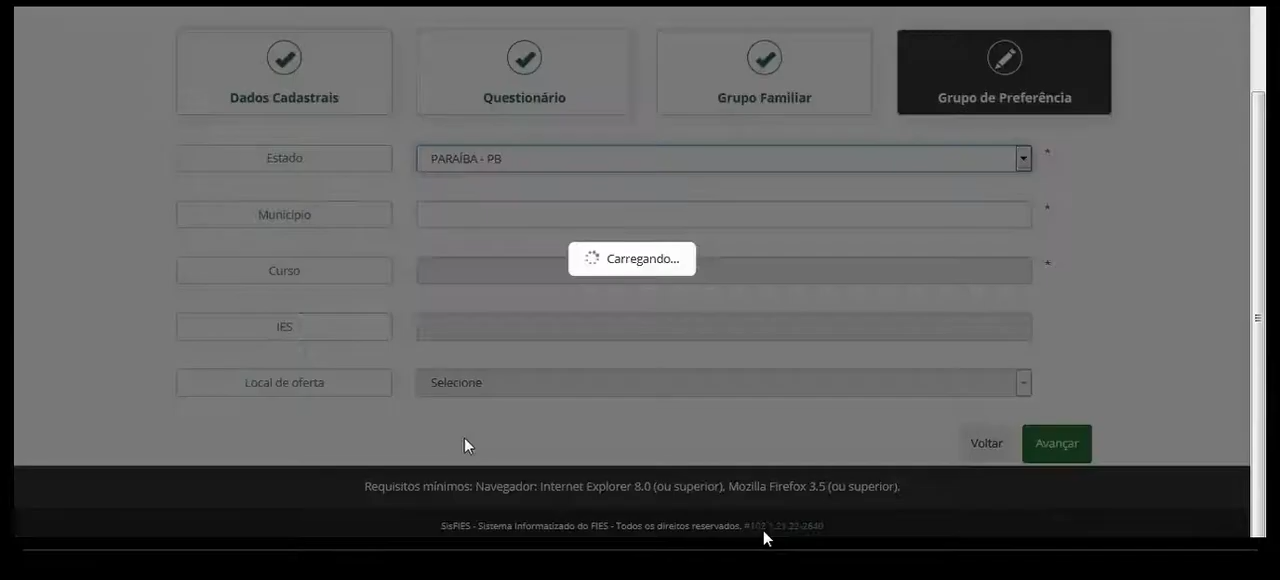 Dados Cadastrais
Questionário
Grupo Familiar
Grupo de Preferência
Estado
PARAÍBA - PB
*
Município
*
Carregando...
Curso
*
IES
Local de oferta
Selecione
Voltar
Avançar
Requisitos mínimos: Navegador: Internet Explorer 8.0 (ou superior), Mozilla Firefox 3.5 (ou superior).
SisFIES - Sistema Informatizado do FIES - Todos os direitos reservados.